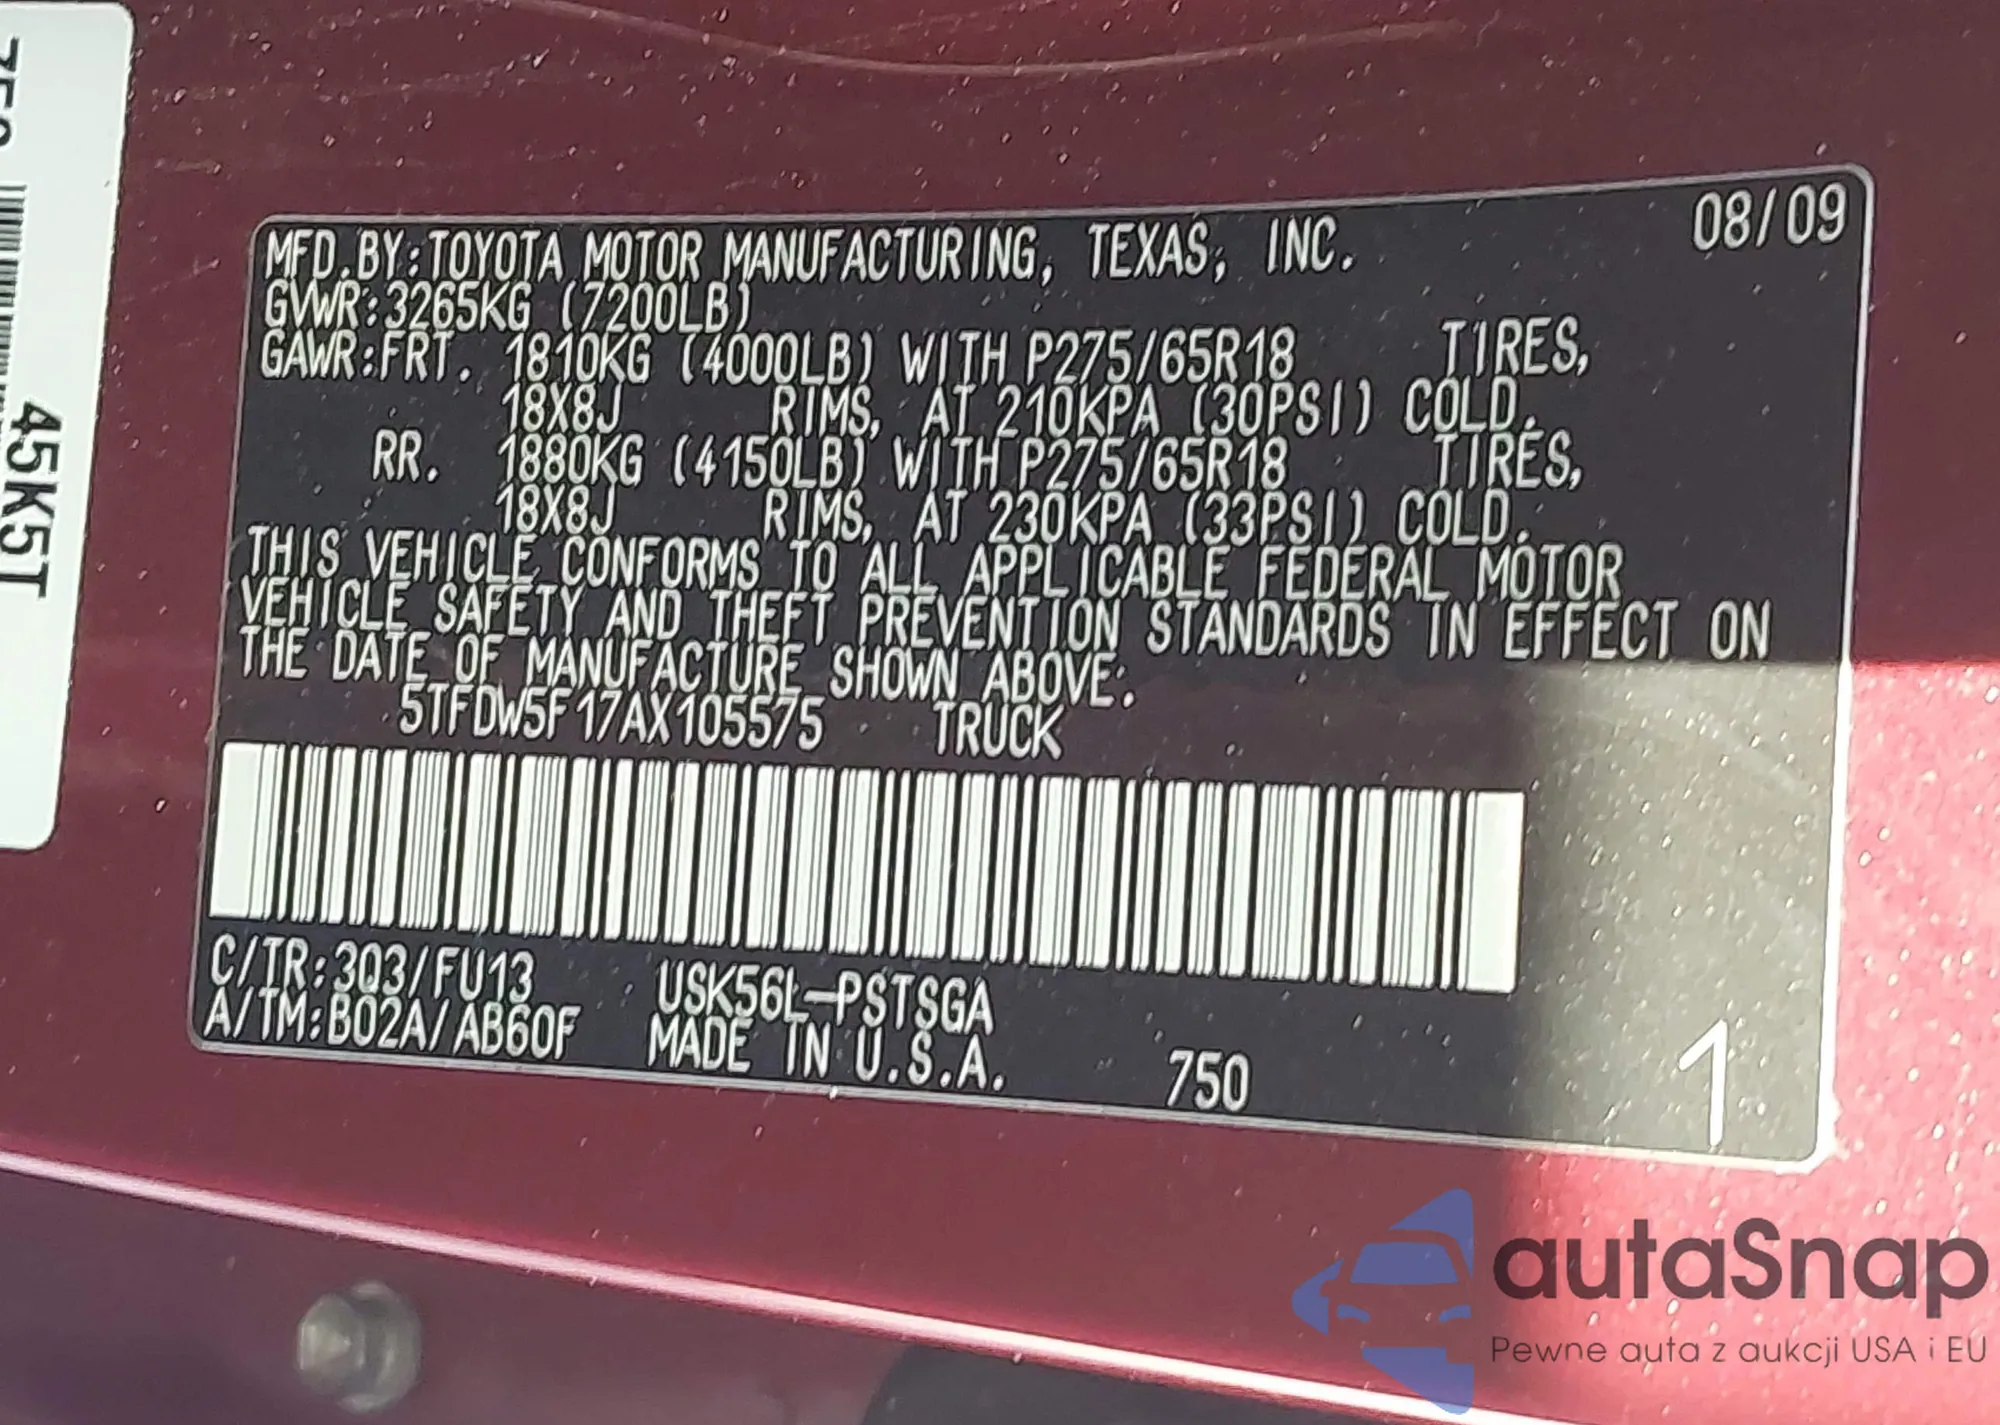 08/09
MFD.BY:TOYOTA MOTOR MANUFACTURING, TEXAS, INC.
GVWR:3265KG (7200LB)
GAWR:FRT. 1810KG (4000LB) WITH P275/65R18 TIRES,
18X8J RIMS, AT 210KPA (30PSI) COLD.
RR. 1880KG (4150LB) WITH P275/65R18 TIRES,
18X8J RIMS, AT 230KPA (33PSI) COLD.
THIS VEHICLE CONFORMS TO ALL APPLICABLE FEDERAL MOTOR
VEHICLE SAFETY AND THEFT PREVENTION STANDARDS IN EFFECT ON
THE DATE OF MANUFACTURE SHOWN ABOVE.
5TFDW5F17AX105575 TRUCK
C/TR:3Q3/FU13 USK56L-PSTSGA
A/TM:B02A/AB60F MADE IN U.S.A. 750 1
45K5T
autaSnap
Pewne auta z aukcji USA i EU